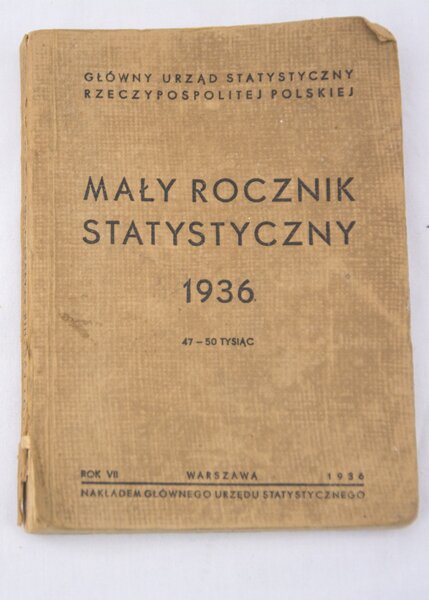 GŁÓWNY URZĄD STATYSTYCZNY
RZECZYPOSPOLITEJ POLSKIEJ
MAŁY ROCZNIK
STATYSTYCZNY
1936
47 – 50 TYSIĄC
ROK VII WARSZAWA 1936
NAKŁADEM GŁÓWNEGO URZĘDU STATYSTYCZNEGO